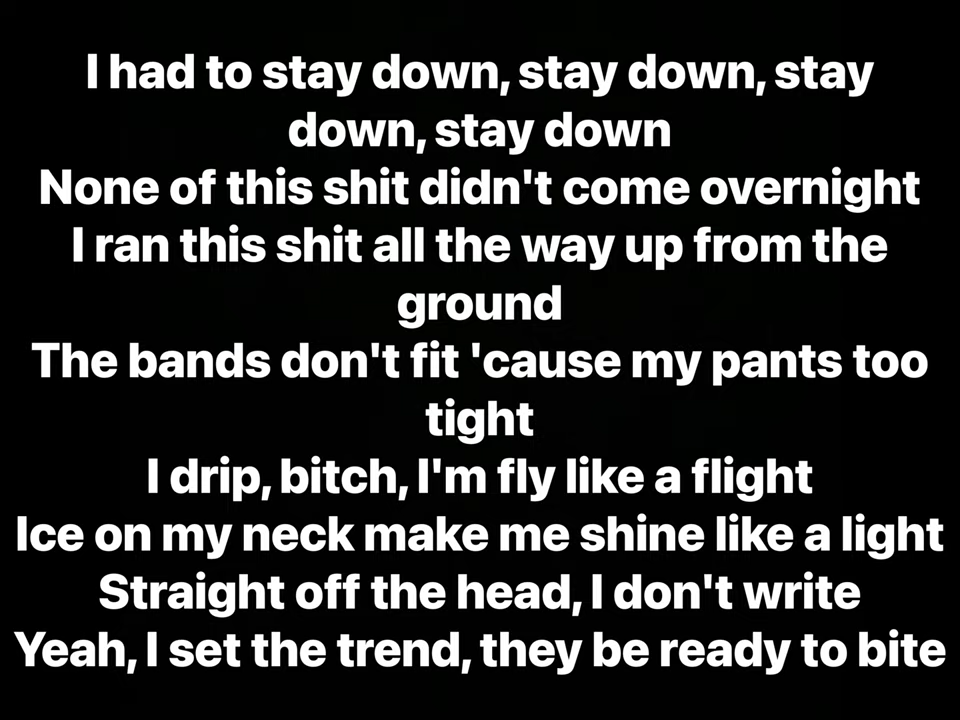 I had to stay down, stay down, stay
down, stay down
None of this shit didn't come overnight
I ran this shit all the way up from the
ground
The bands don't fit 'cause my pants too
tight
I drip, bitch, I'm fly like a flight
Ice on my neck make me shine like a light
Straight off the head, I don't write
Yeah, I set the trend, they be ready to bite